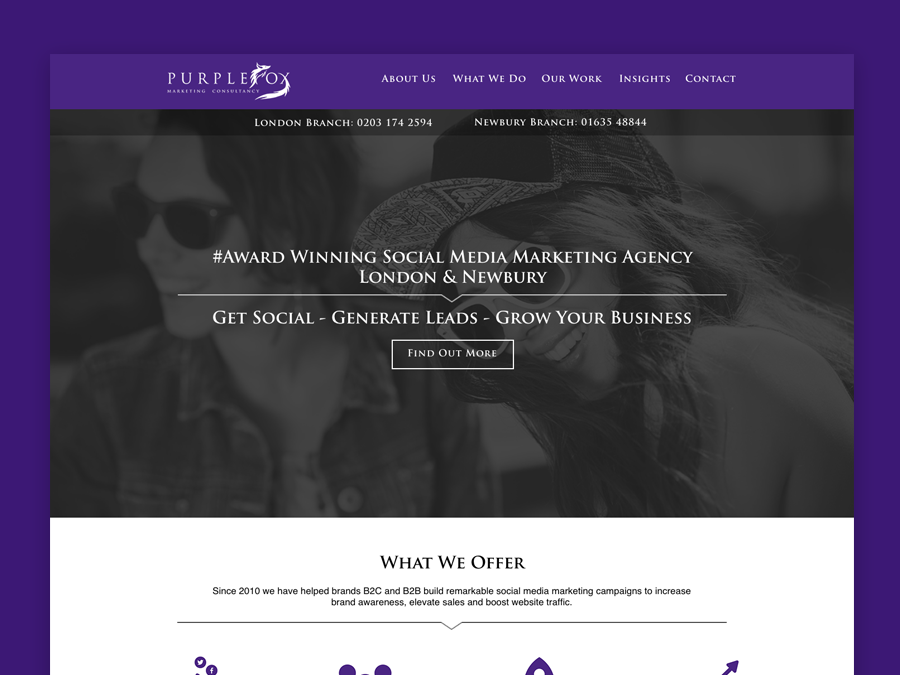 PURPLE FOX
MARKETING CONSULTANCY
About Us What We Do Our Work Insights Contact
London Branch: 0203 174 2594 Newbury Branch: 01635 48844
#Award Winning Social Media Marketing Agency
London & Newbury
Get Social - Generate Leads - Grow Your Business
Find Out More
What We Offer
Since 2010 we have helped brands B2C and B2B build remarkable social media marketing campaigns to increase
brand awareness, elevate sales and boost website traffic.